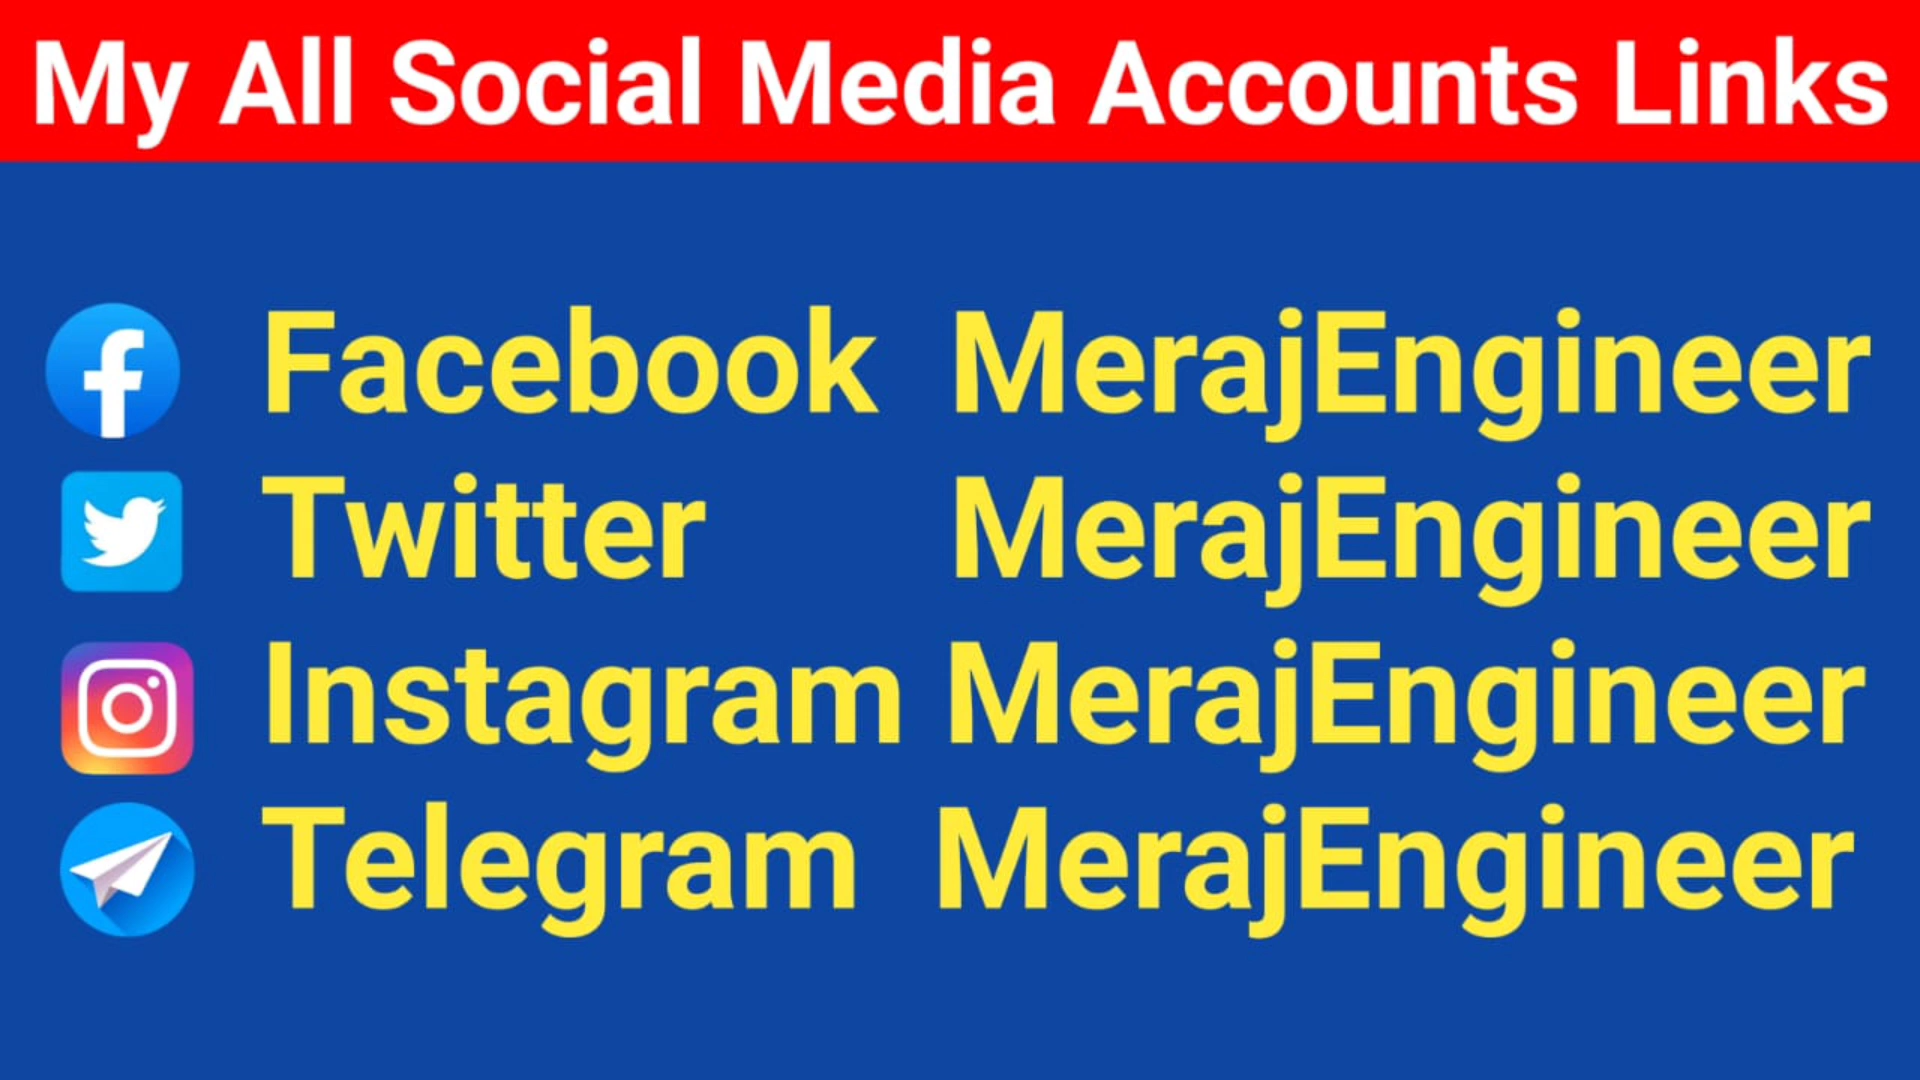 My All Social Media Accounts Links
Facebook MerajEngineer
Twitter MerajEngineer
Instagram MerajEngineer
Telegram MerajEngineer